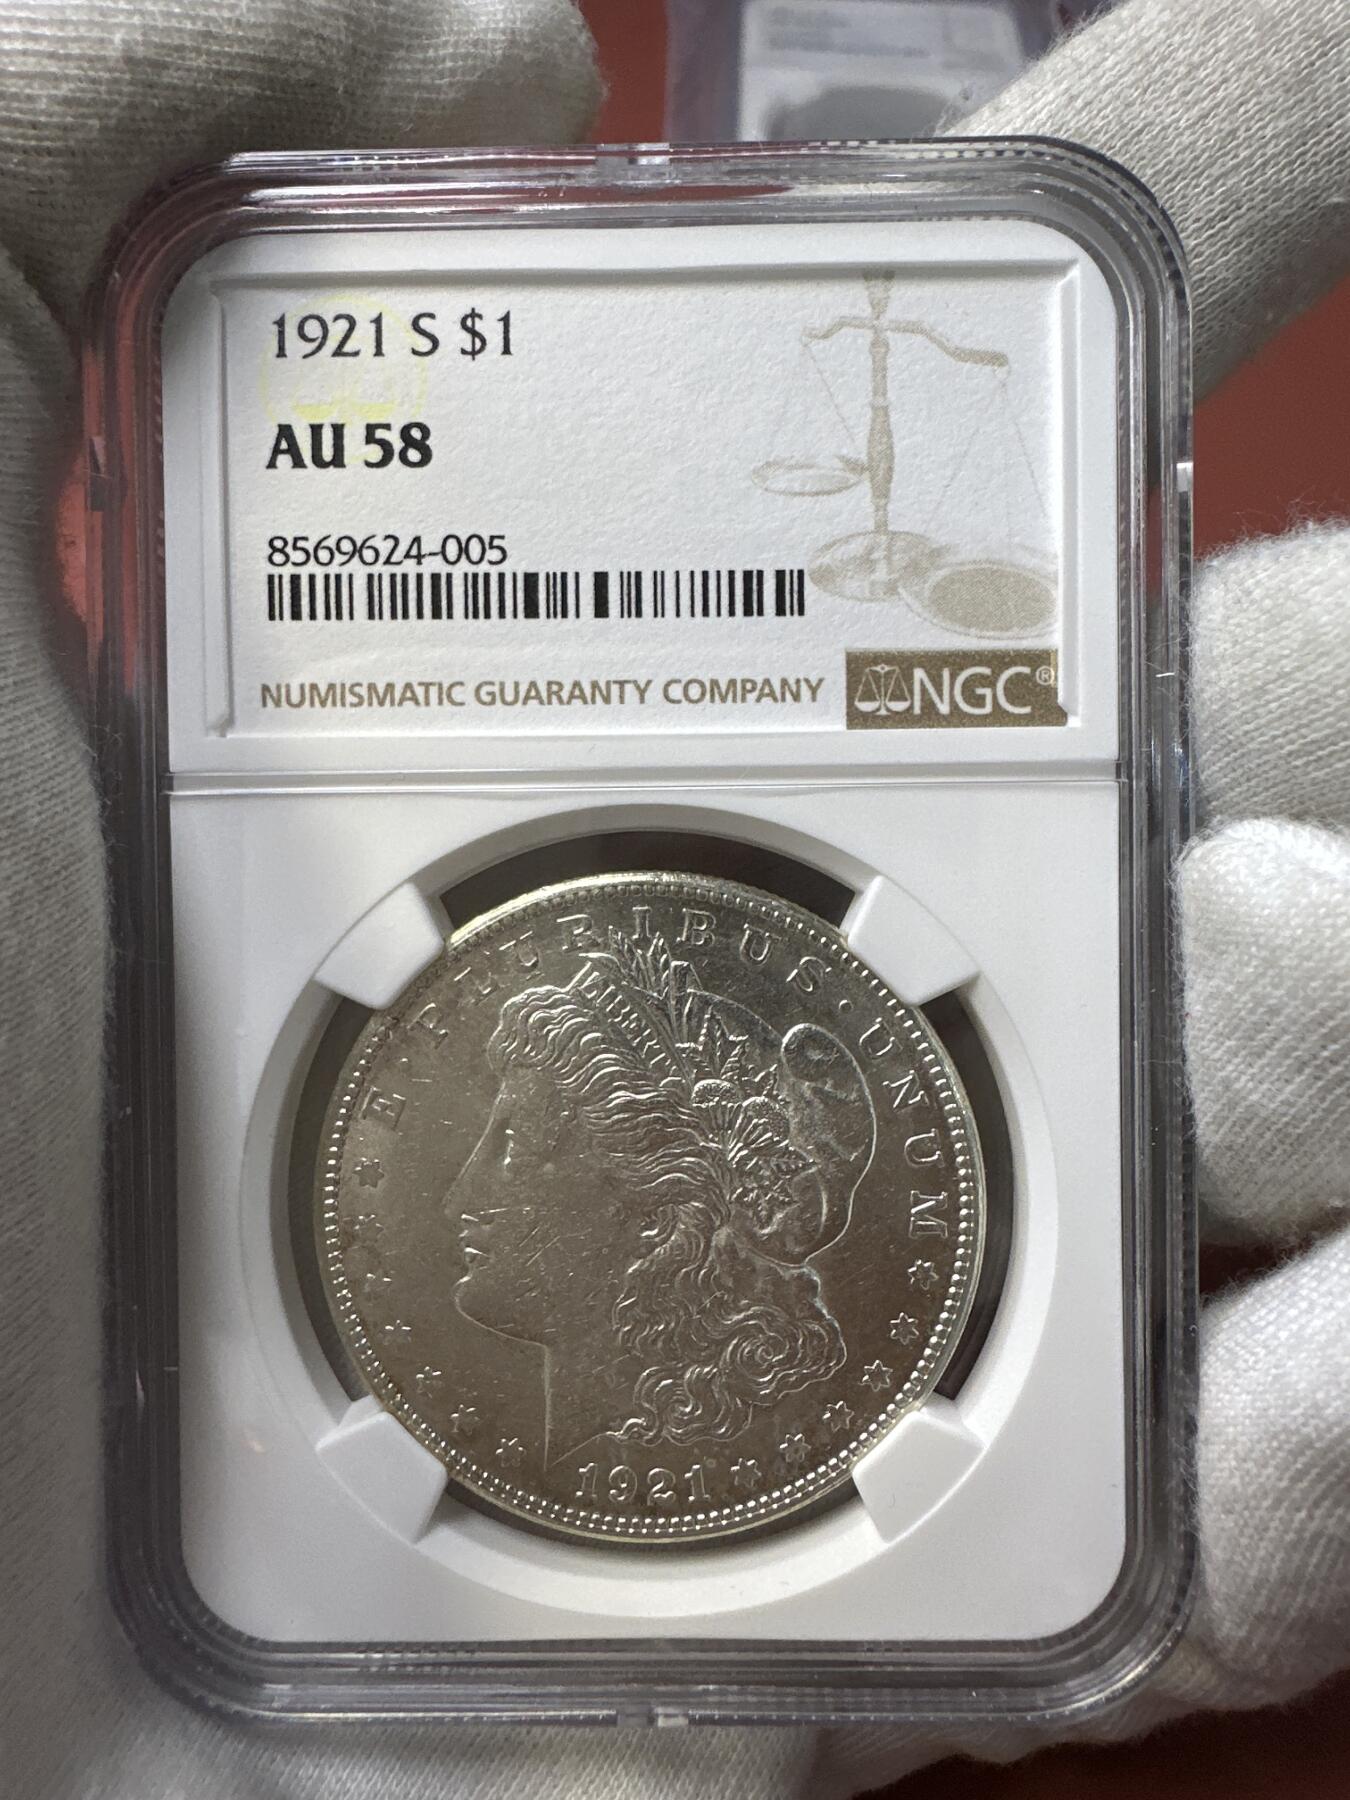 1921 S $1
AU 58
8569624-005
NUMISMATIC GUARANTY COMPANY
NGC®
E PLURIBUS · UNUM
LIBERTY
1921